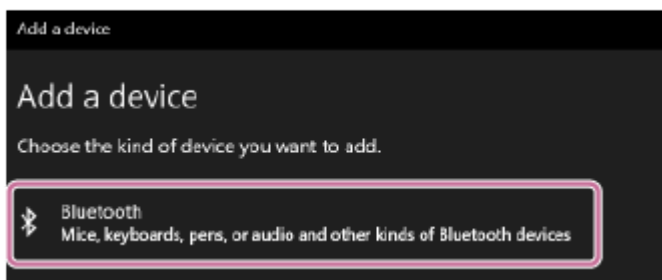 Add a device
Add a device
Choose the kind of device you want to add.
Bluetooth
Mice, keyboards, pens, or audio and other kinds of Bluetooth devices